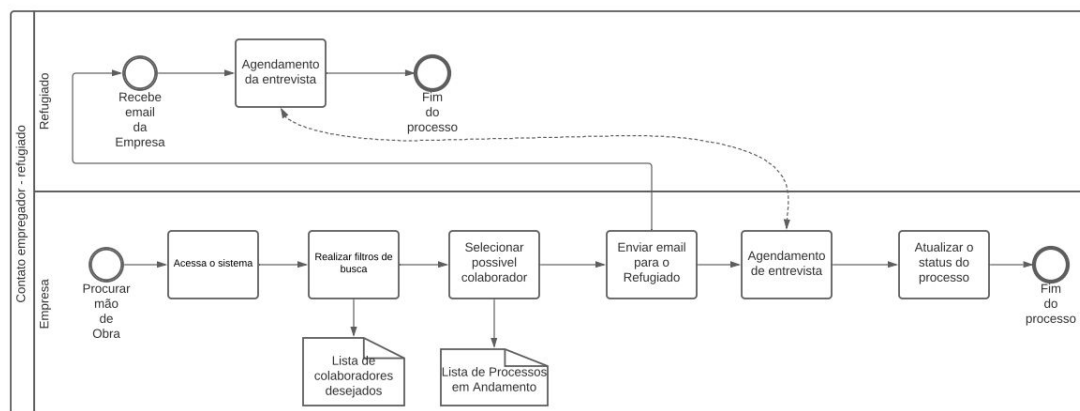 Contato empregador - refugiado
Refugiado
Recebe
email
da
Empresa
Agendamento
da entrevista
Fim
do
processo
Empresa
Procurar
mão
de
Obra
Acessa o sistema
Realizar filtros de
busca
Lista de
colaboradores
desejados
Selecionar
possivel
colaborador
Lista de Processos
em Andamento
Enviar email
para o
Refugiado
Agendamento
de entrevista
Atualizar o
status do
processo
Fim
do
processo